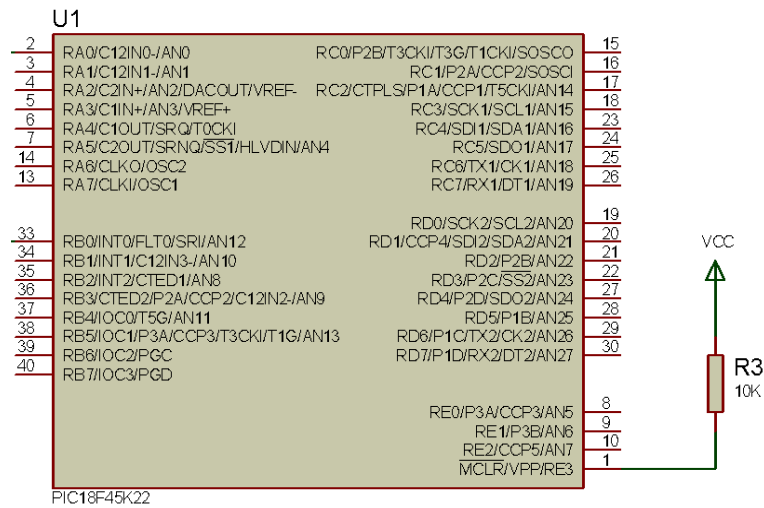 U1
2 RA0/C12IN0-/AN0
3 RA1/C12IN1-/AN1
4 RA2/C2IN+/AN2/DACOUT/VREF-
5 RA3/C1IN+/AN3/VREF+
6 RA4/C1OUT/SRQ/T0CKI
7 RA5/C2OUT/SRNQ/SS1/HLVDIN/AN4
14 RA6/CLKO/OSC2
13 RA7/CLKI/OSC1
33 RB0/INT0/FLT0/SRI/AN12
34 RB1/INT1/C12IN3-/AN10
35 RB2/INT2/CTED1/AN8
36 RB3/CTED2/P2A/CCP2/C12IN2-/AN9
37 RB4/IOC0/T5G/AN11
38 RB5/IOC1/P3A/CCP3/T3CKI/T1G/AN13
39 RB6/IOC2/PGC
40 RB7/IOC3/PGD
RC0/P2B/T3CKI/T3G/T1CKI/SOSCO 15
RC1/P2A/CCP2/SOSCI 16
RC2/CTPLS/P1A/CCP1/T5CKI/AN14 17
RC3/SCK1/SCL1/AN15 18
RC4/SDI1/SDA1/AN16 23
RC5/SDO1/AN17 24
RC6/TX1/CK1/AN18 25
RC7/RX1/DT1/AN19 26
RD0/SCK2/SCL2/AN20 19
RD1/CCP4/SDI2/SDA2/AN21 20
RD2/P2B/AN22 21
RD3/P2C/SS2/AN23 22
RD4/P2D/SDO2/AN24 27
RD5/P1B/AN25 28
RD6/P1C/TX2/CK2/AN26 29
RD7/P1D/RX2/DT2/AN27 30
RE0/P3A/CCP3/AN5 8
RE1/P3B/AN6 9
RE2/CCP5/AN7 10
MCLR/VPP/RE3 1
PIC18F45K22
VCC
R3
10K